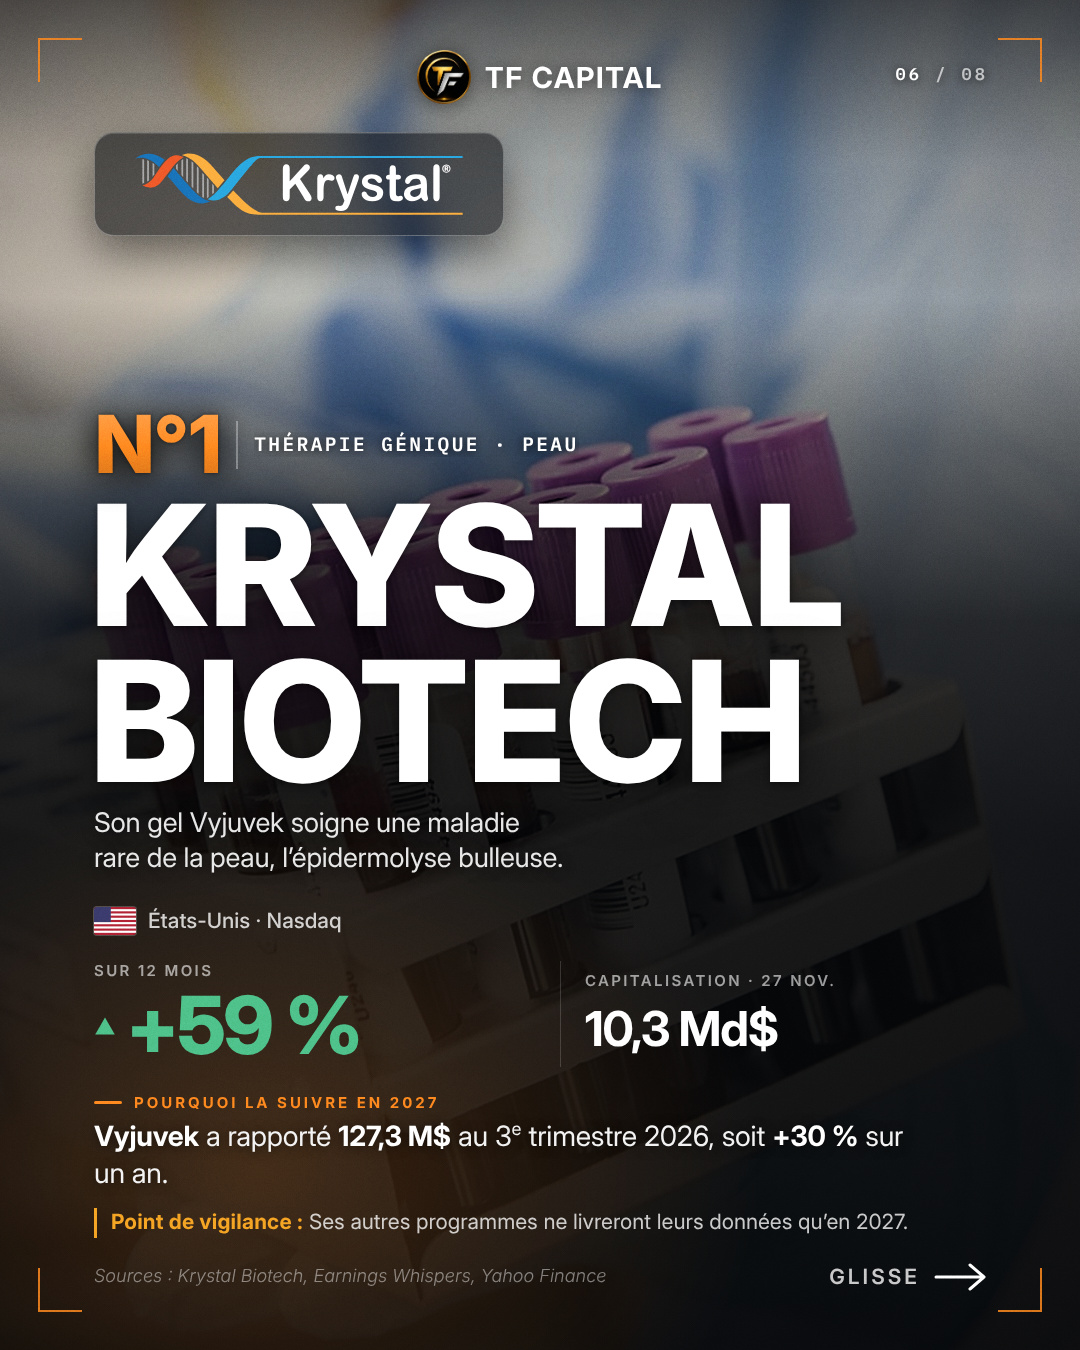 TF CAPITAL
06 / 08
Krystal®
N°1
THÉRAPIE GÉNIQUE · PEAU
KRYSTAL
BIOTECH
Son gel Vyjuvek soigne une maladie
rare de la peau, l’épidermolyse bulleuse.
États-Unis · Nasdaq
SUR 12 MOIS
+59 %
CAPITALISATION · 27 NOV.
10,3 Md$
POURQUOI LA SUIVRE EN 2027
Vyjuvek a rapporté 127,3 M$ au 3e trimestre 2026, soit +30 % sur
un an.
Point de vigilance : Ses autres programmes ne livreront leurs données qu’en 2027.
Sources : Krystal Biotech, Earnings Whispers, Yahoo Finance
GLISSE